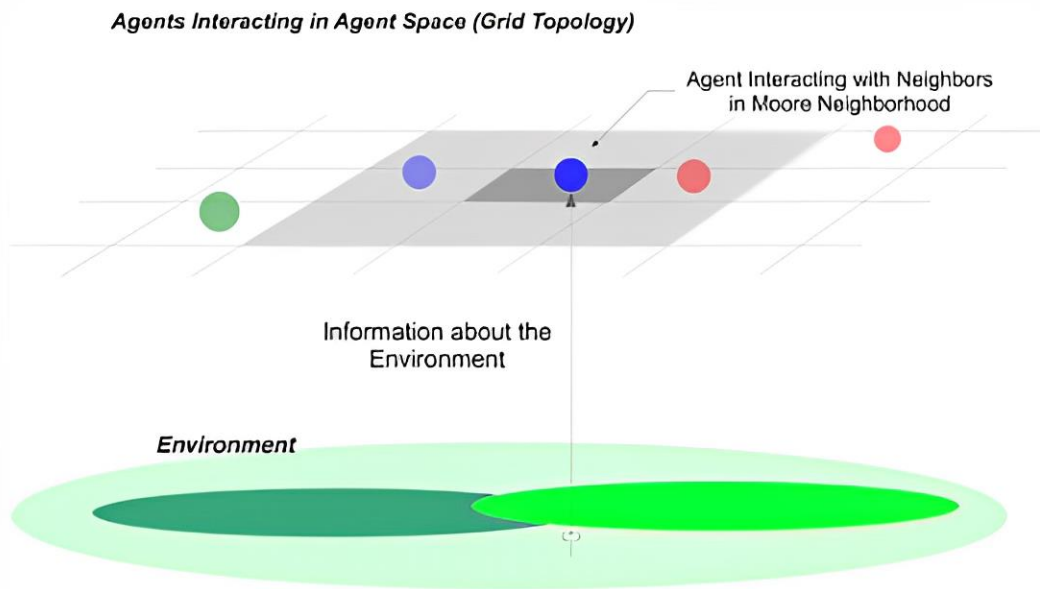 Agents Interacting in Agent Space (Grid Topology)
Agent Interacting with Neighbors
in Moore Neighborhood
Information about the
Environment
Environment